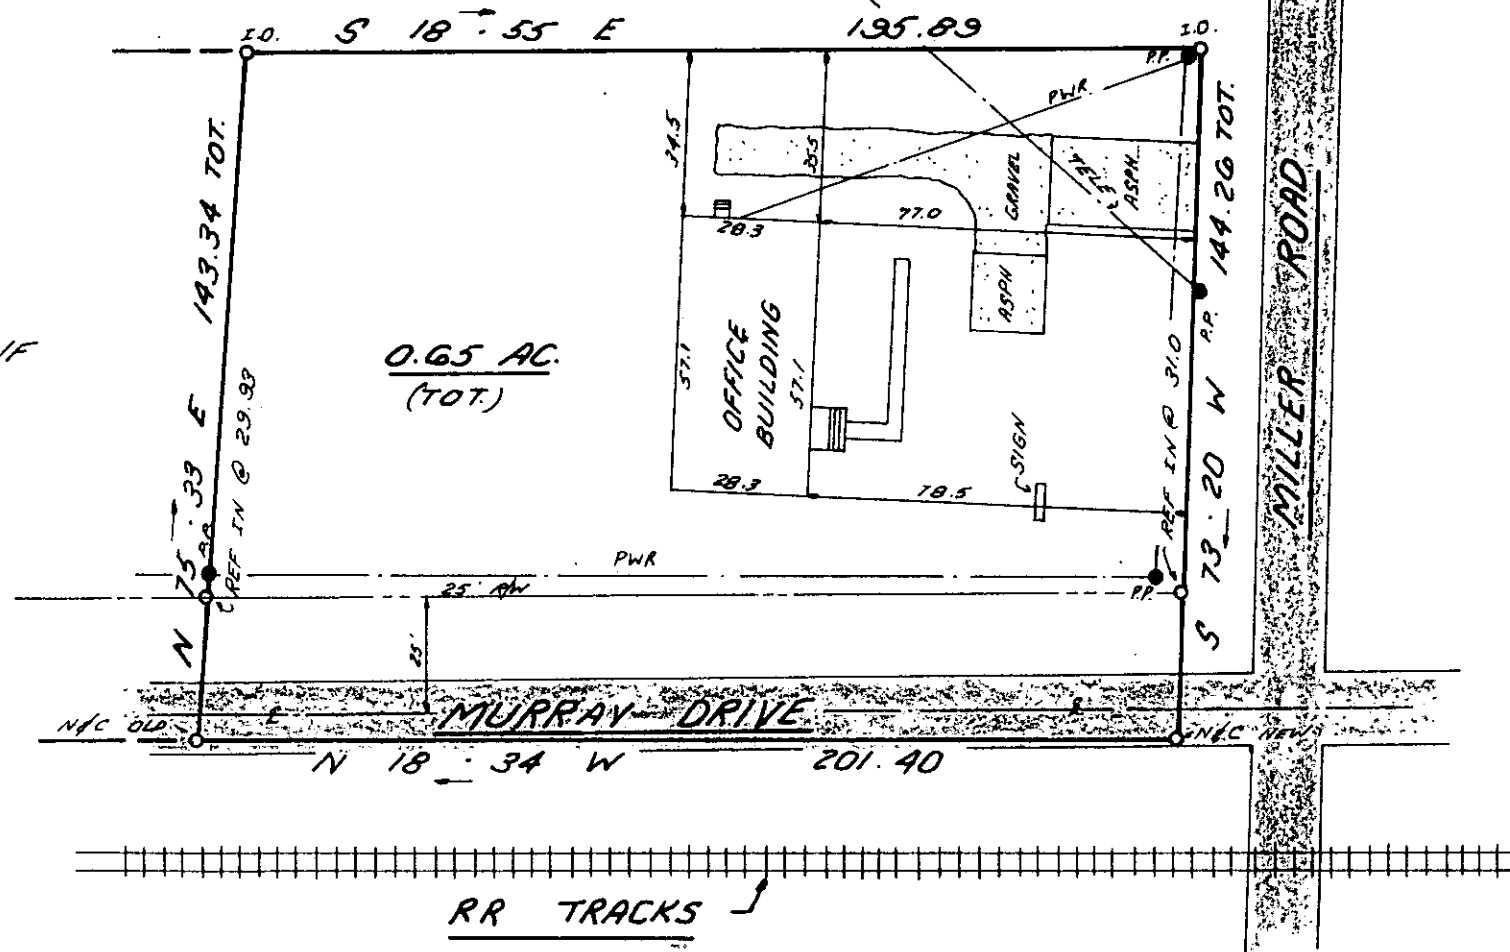 I.O. S 18 · 55 E 195.89 I.O.
P.P.
PWR
143.34 TOT.
34.5
35.5
GRAVEL
ASPH
144.26 TOT.
28.3
77.0
ASPH
P.P.
31.0
MILLER ROAD
0.65 AC.
(TOT.)
57.1
OFFICE
BUILDING
57.1
N 75 · 33 E
REF IN @ 29.93
28.3
78.5
SIGN
REF IN @
S 73 · 20 W
P.P.
PWR
25' R/W
P.P.
25'
N/C OLD
MURRAY DRIVE
N/C NEW
N 18 · 34 W 201.40
RR TRACKS